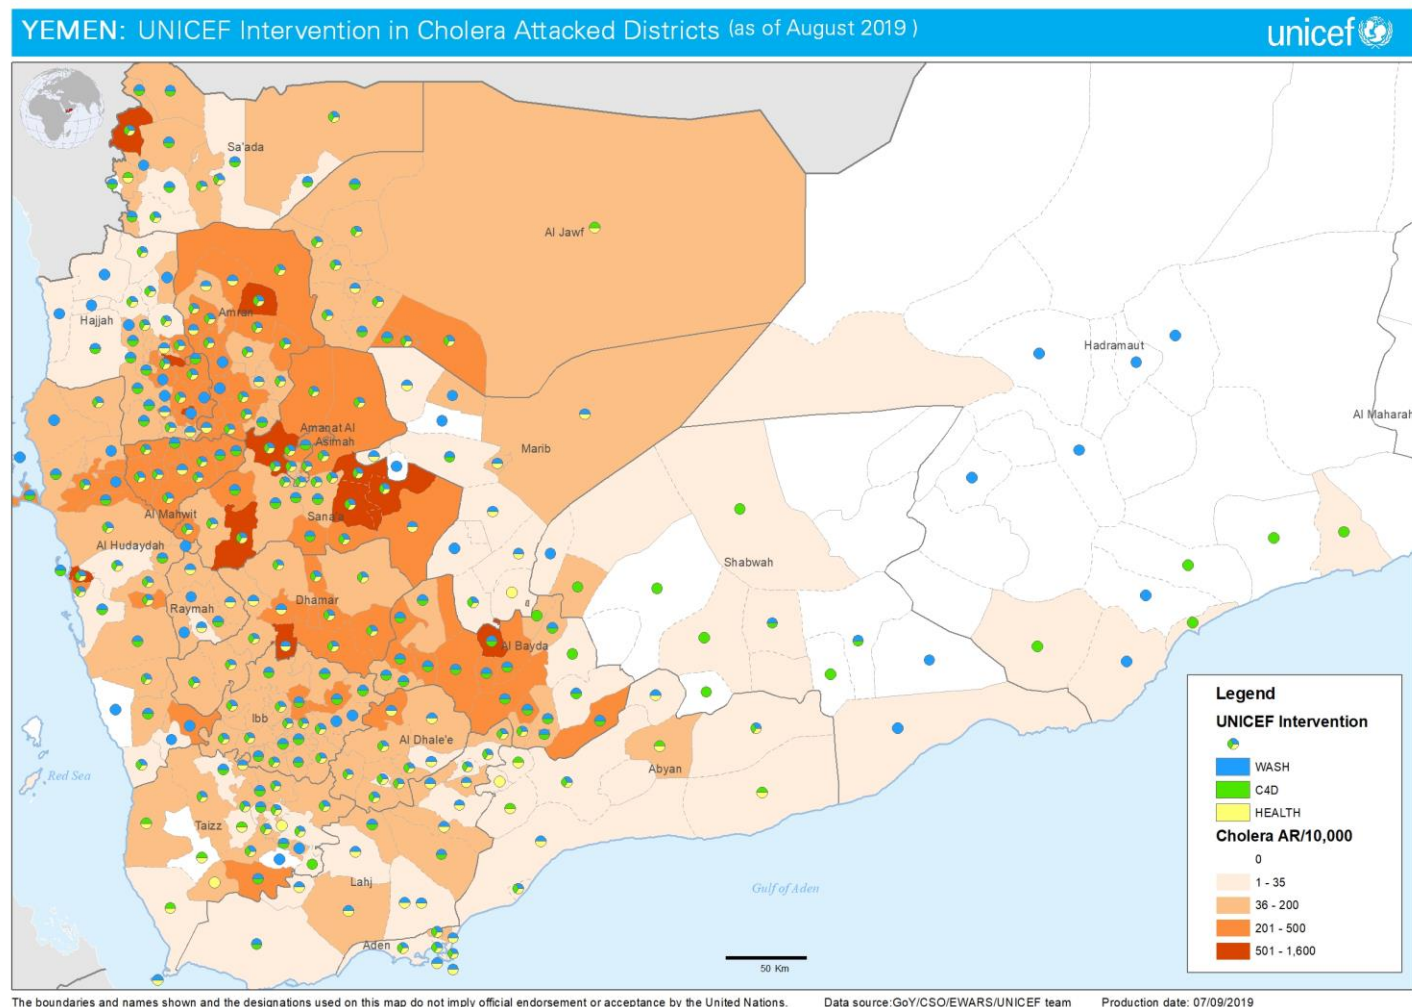 YEMEN: UNICEF Intervention in Cholera Attacked Districts (as of August 2019 )
unicef
Sa'ada
Al Jawf
Hajjah
Amran
Hadramaut
Al Maharah
Amanat Al
Asimah
Marib
Al Mahwit
Sana'a
Al Hudaydah
Shabwah
Raymah
Dhamar
Al Bayda
Ibb
Al Dhale'e
Abyan
Red Sea
Taizz
Lahj
Gulf of Aden
Aden
50 Km
Legend
UNICEF Intervention
WASH
C4D
HEALTH
Cholera AR/10,000
0
1 - 35
36 - 200
201 - 500
501 - 1,600
The boundaries and names shown and the designations used on this map do not imply official endorsement or acceptance by the United Nations. Data source:GoY/CSO/EWARS/UNICEF team Production date: 07/09/2019